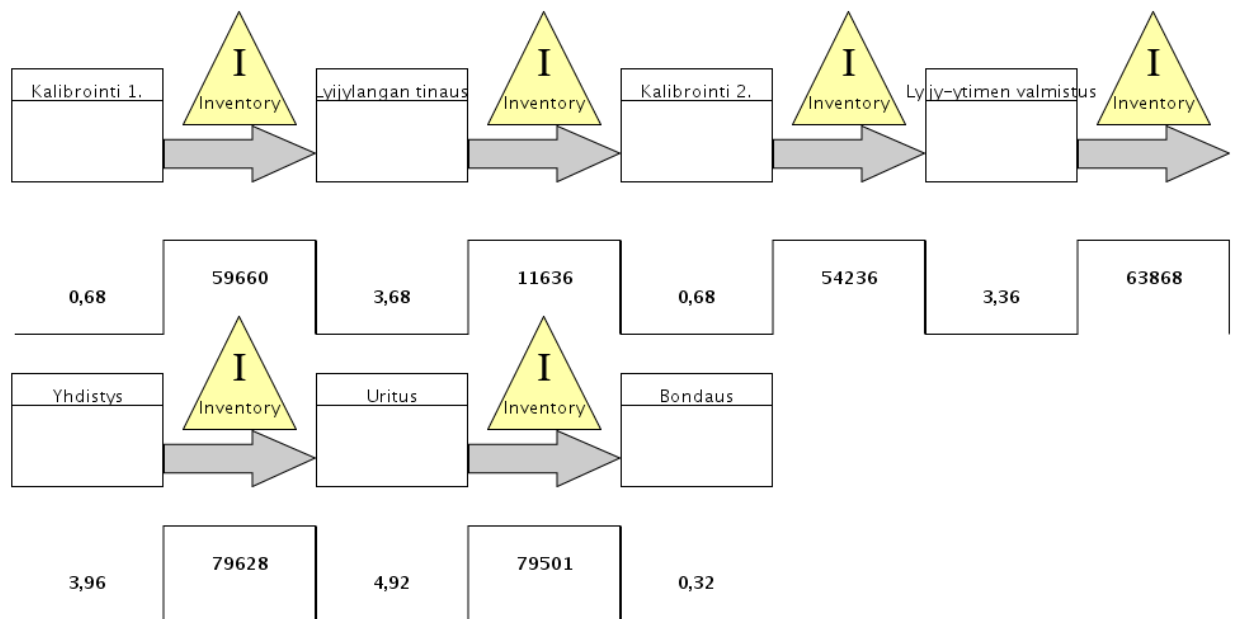 I
Inventory
I
Inventory
I
Inventory
I
Inventory
Kalibrointi 1.
Lyijylangan tinaus
Kalibrointi 2.
Lyijy-ytimen valmistus
0,68
59660
3,68
11636
0,68
54236
3,36
63868
I
Inventory
I
Inventory
Yhdistys
Uritus
Bondaus
3,96
79628
4,92
79501
0,32